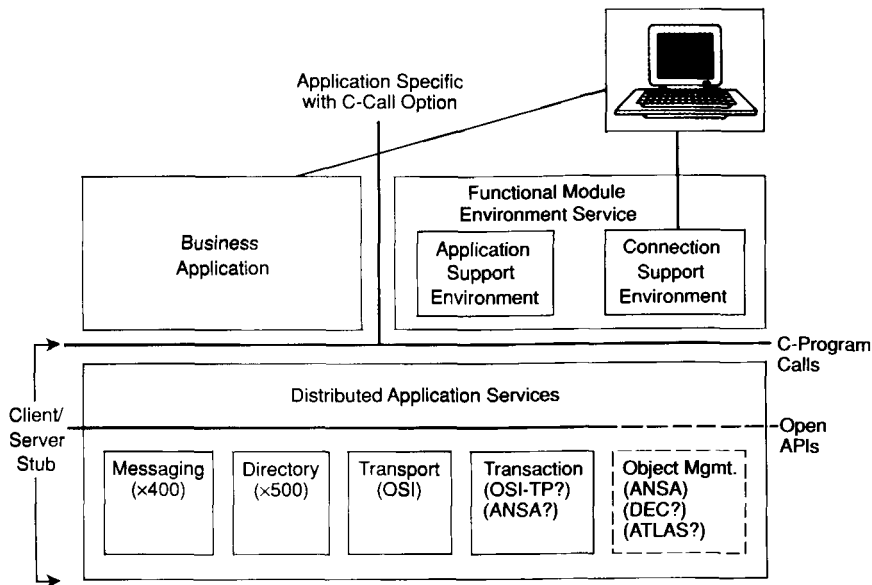 Application Specific
with C-Call Option
Business
Application
Functional Module
Environment Service
Application
Support
Environment
Connection
Support
Environment
C-Program
Calls
Client/
Server
Stub
Distributed Application Services
Open
APIs
Messaging
(×400)
Directory
(×500)
Transport
(OSI)
Transaction
(OSI-TP?)
(ANSA?)
Object Mgmt.
(ANSA)
(DEC?)
(ATLAS?)